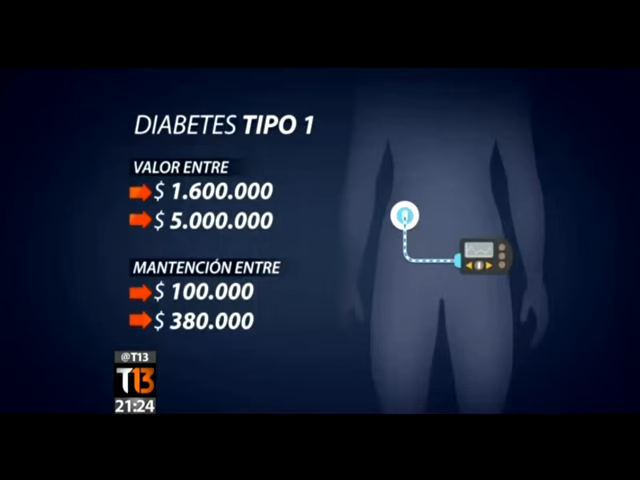 DIABETES TIPO 1
VALOR ENTRE
$ 1.600.000
$ 5.000.000
MANTENCIÓN ENTRE
$ 100.000
$ 380.000
@T13
T13
21:24